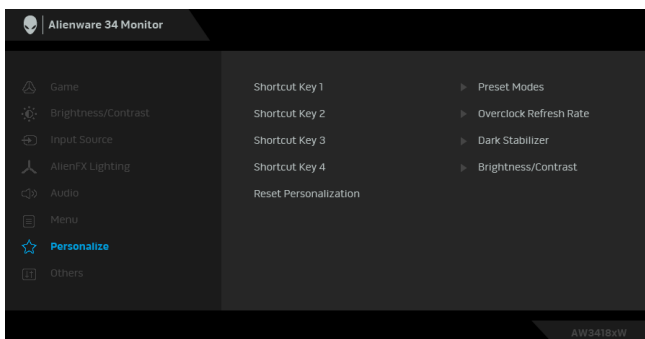 Alienware 34 Monitor
Game
Brightness/Contrast
Input Source
AlienFX Lighting
Audio
Menu
Personalize
Others
Shortcut Key 1 Preset Modes
Shortcut Key 2 Overclock Refresh Rate
Shortcut Key 3 Dark Stabilizer
Shortcut Key 4 Brightness/Contrast
Reset Personalization
AW3418xW